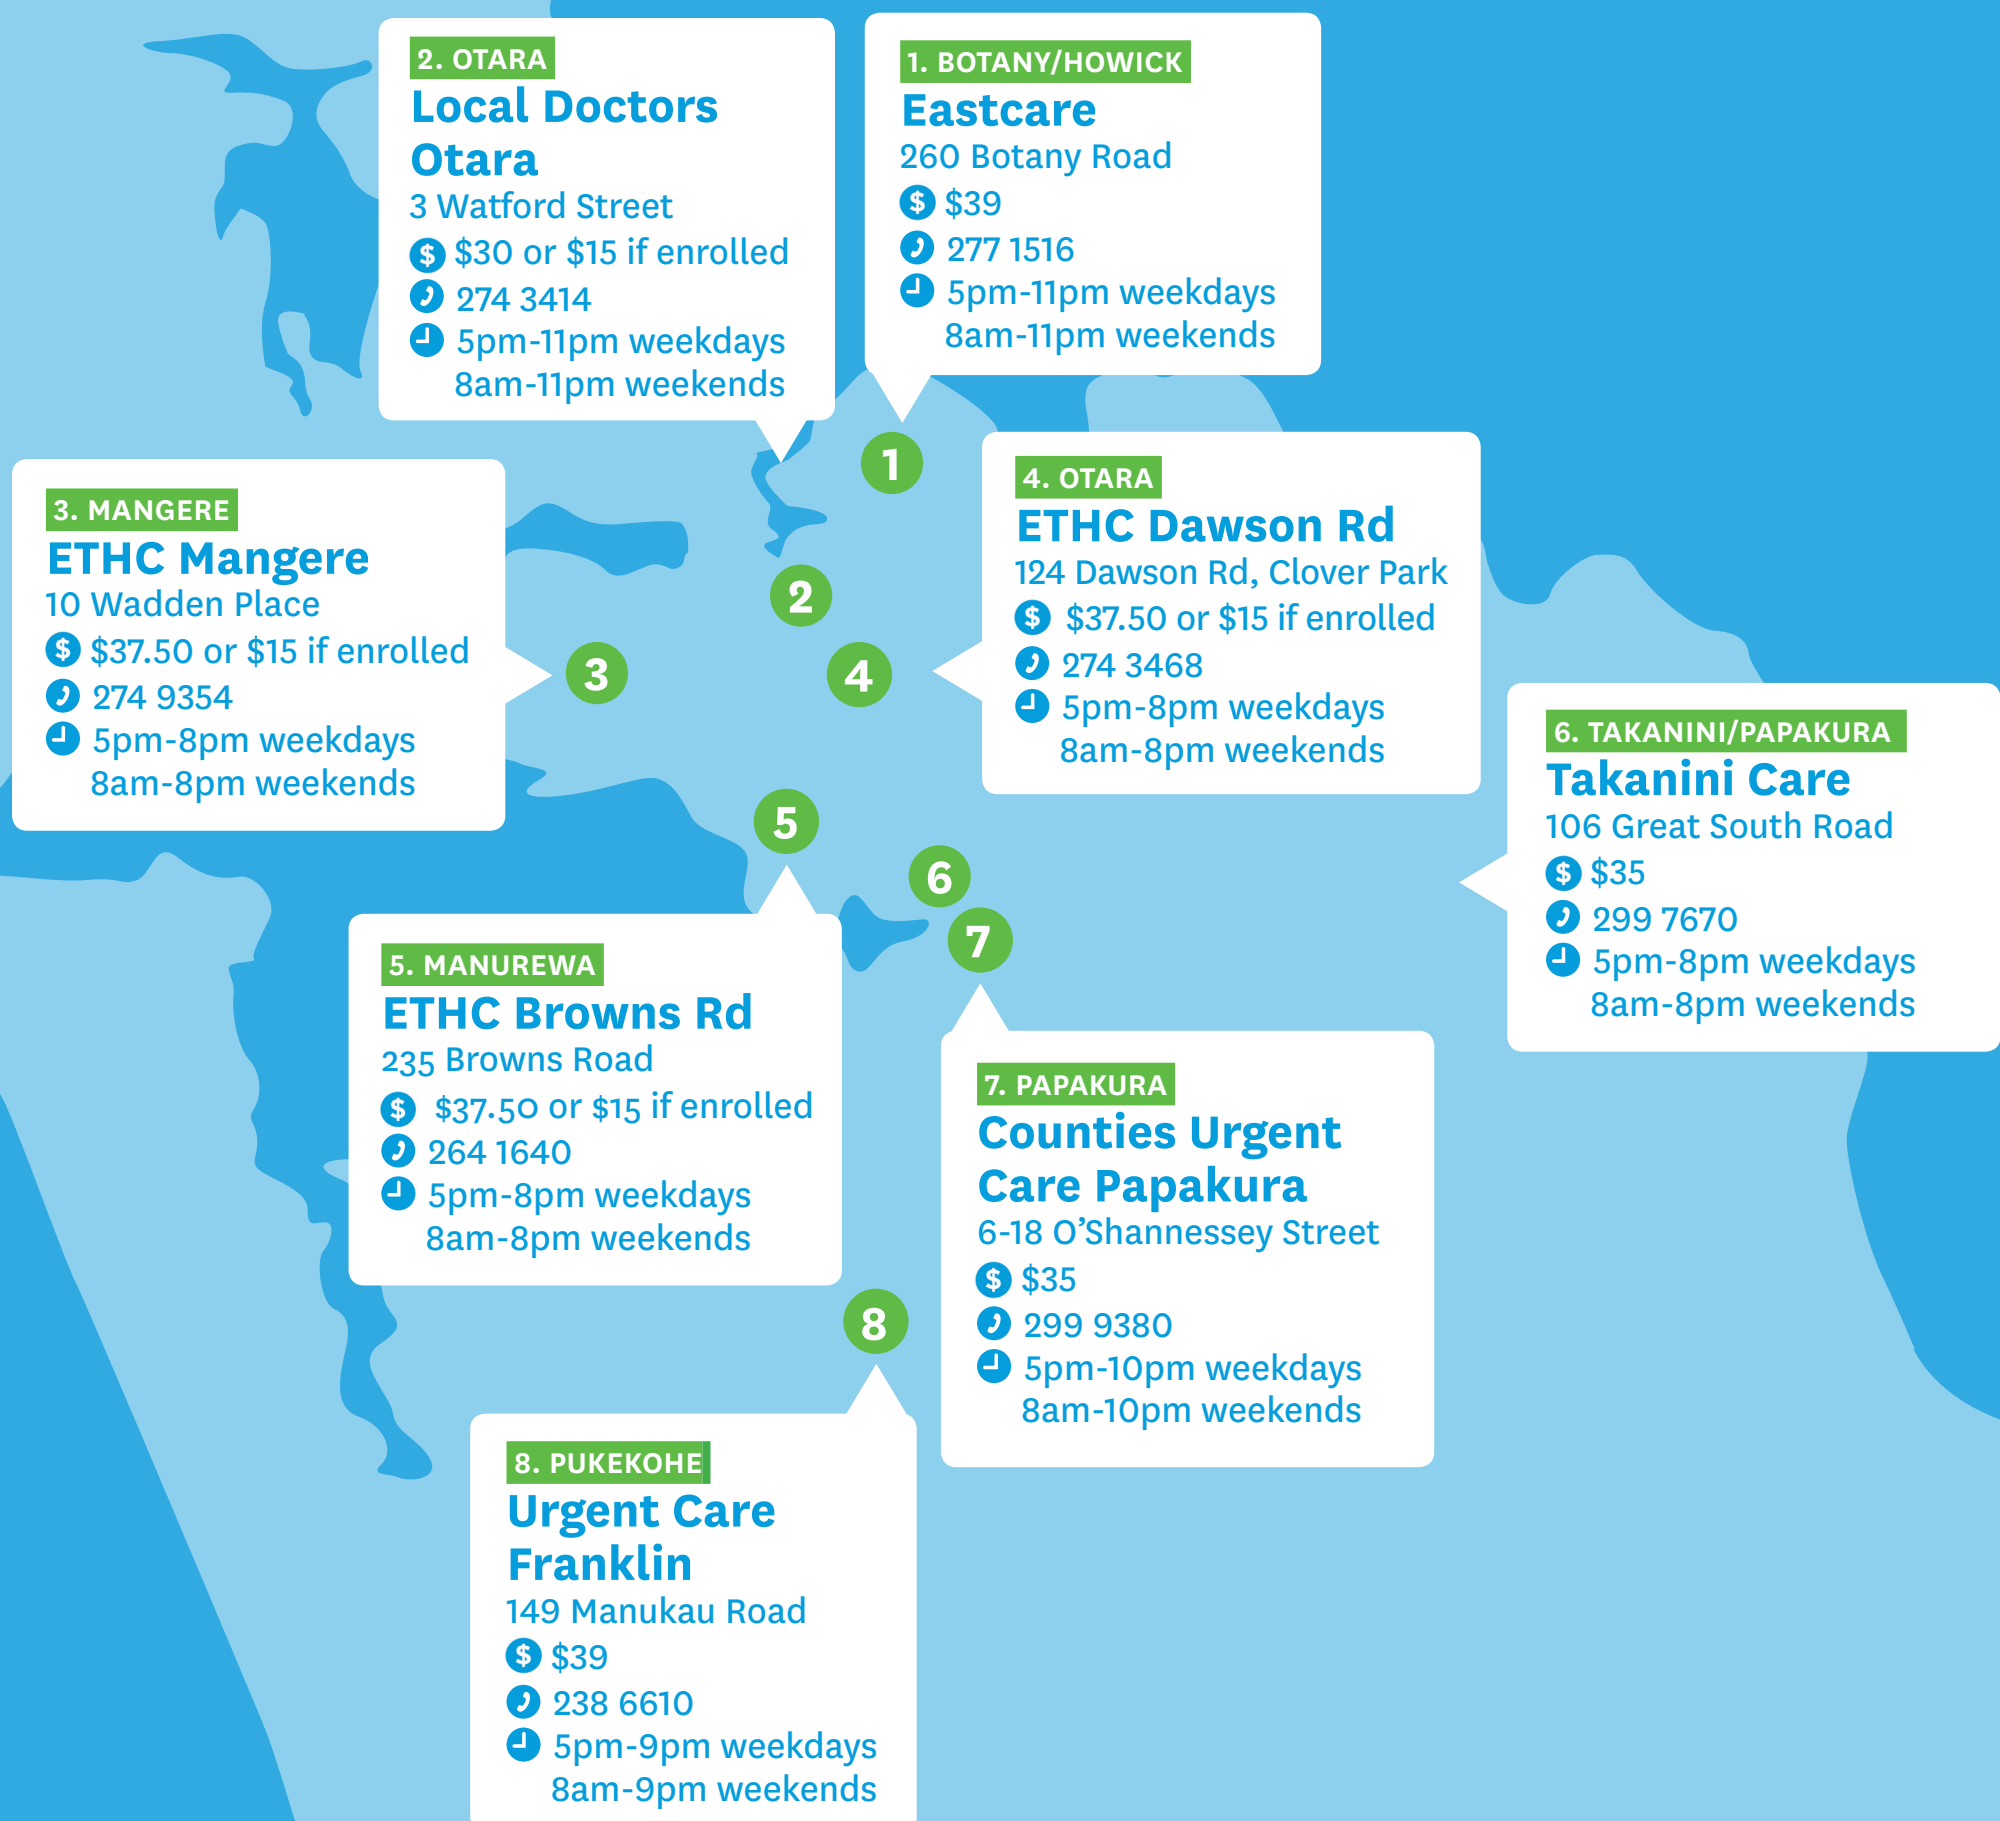 2. OTARA
Local Doctors
Otara
3 Watford Street
$ $30 or $15 if enrolled
274 3414
5pm-11pm weekdays
8am-11pm weekends
1. BOTANY/HOWICK
Eastcare
260 Botany Road
$ $39
277 1516
5pm-11pm weekdays
8am-11pm weekends
1
3. MANGERE
ETHC Mangere
10 Wadden Place
$ $37.50 or $15 if enrolled
274 9354
5pm-8pm weekdays
8am-8pm weekends
2
3
4
4. OTARA
ETHC Dawson Rd
124 Dawson Rd, Clover Park
$ $37.50 or $15 if enrolled
274 3468
5pm-8pm weekdays
8am-8pm weekends
6. TAKANINI/PAPAKURA
Takanini Care
106 Great South Road
$ $35
299 7670
5pm-8pm weekdays
8am-8pm weekends
5
6
7
5. MANUREWA
ETHC Browns Rd
235 Browns Road
$ $37.50 or $15 if enrolled
264 1640
5pm-8pm weekdays
8am-8pm weekends
7. PAPAKURA
Counties Urgent
Care Papakura
6-18 O’Shannessey Street
$ $35
299 9380
5pm-10pm weekdays
8am-10pm weekends
8
8. PUKEKOHE
Urgent Care
Franklin
149 Manukau Road
$ $39
238 6610
5pm-9pm weekdays
8am-9pm weekends